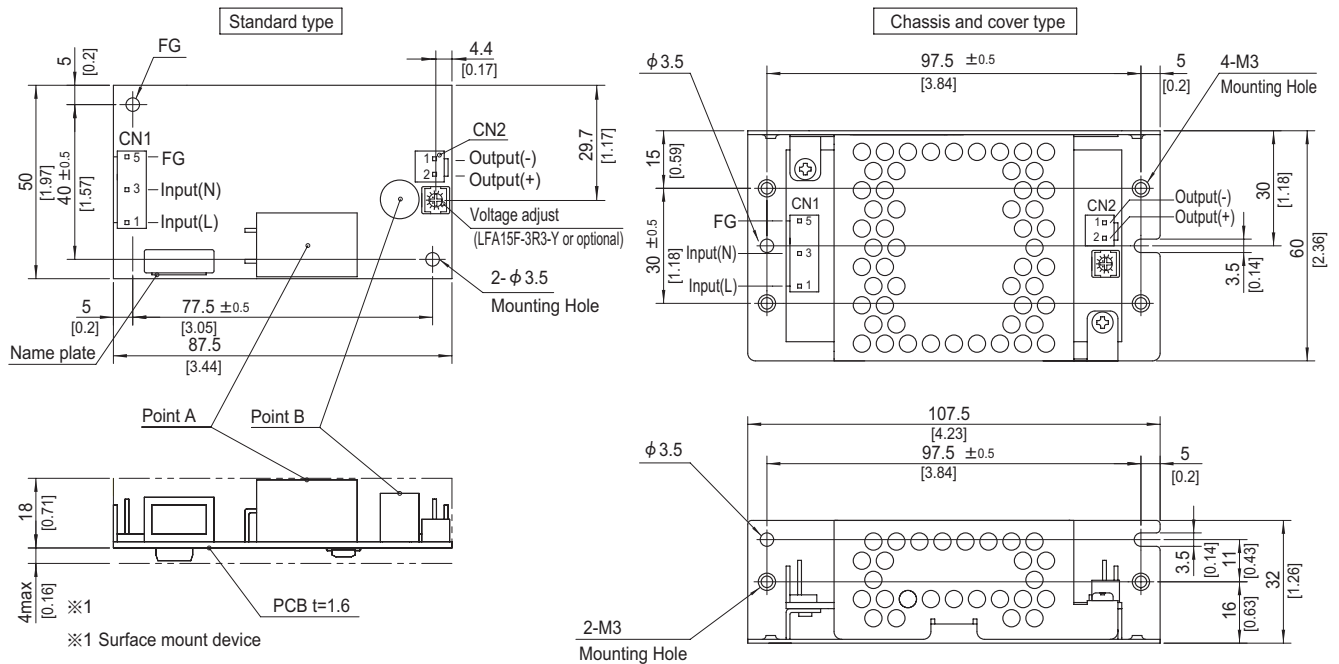 Standard type
FG
5
[0.2]
4.4
[0.17]
50
[1.97]
40 ±0.5
[1.57]
CN1
5
FG
3
Input(N)
1
Input(L)
CN2
1
Output(-)
2
Output(+)
29.7
[1.17]
Voltage adjust
(LFA15F-3R3-Y or optional)
2-φ3.5
Mounting Hole
5
[0.2]
77.5 ±0.5
[3.05]
87.5
[3.44]
Name plate
Point A
Point B
18
[0.71]
4max
[0.16]
※1
PCB t=1.6
※1 Surface mount device
Chassis and cover type
φ3.5
97.5 ±0.5
[3.84]
5
[0.2]
4-M3
Mounting Hole
15
[0.59]
30 ±0.5
[1.18]
FG
CN1
5
Input(N)
3
Input(L)
1
CN2
1
Output(-)
2
Output(+)
30
[1.18]
3.5
[0.14]
60
[2.36]
107.5
[4.23]
φ3.5
97.5 ±0.5
[3.84]
5
[0.2]
3.5
[0.14]
11
[0.43]
16
[0.63]
32
[1.26]
2-M3
Mounting Hole